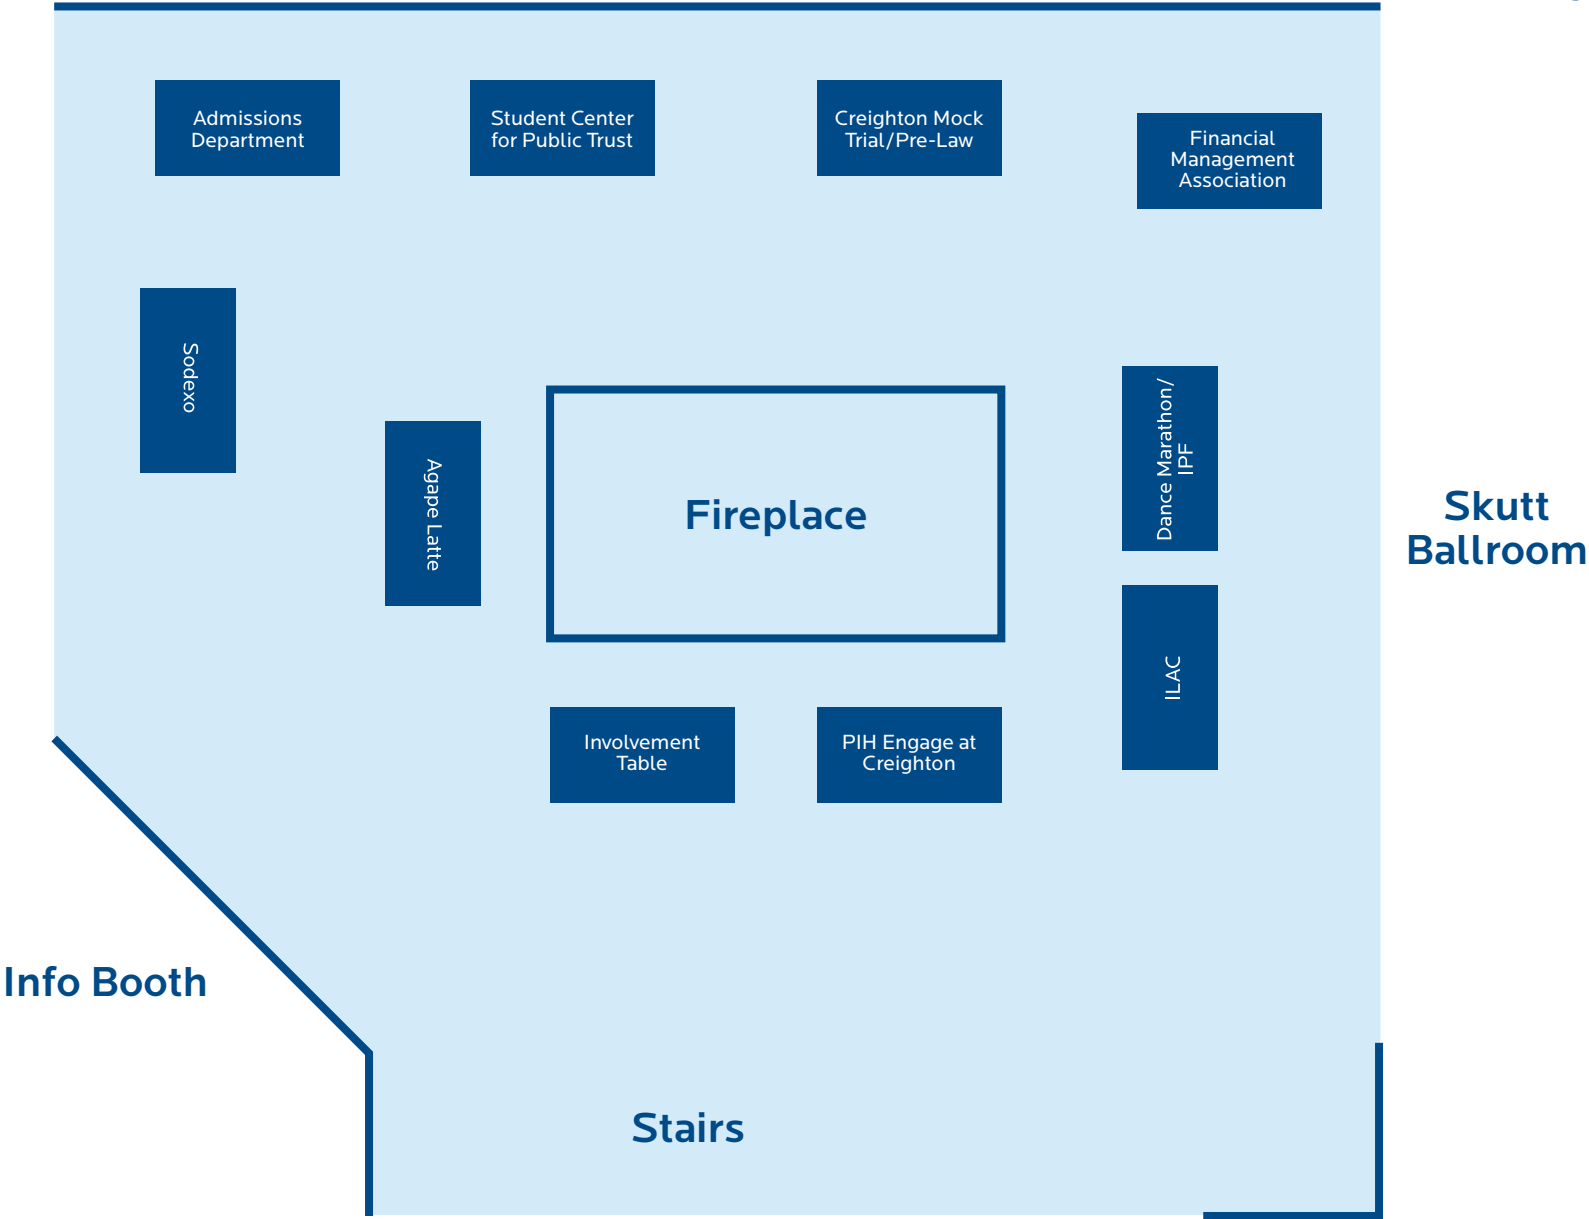 Admissions
Department
Student Center
for Public Trust
Creighton Mock
Trial/Pre-Law
Financial
Management
Association
Sodexo
Agape Latte
Fireplace
Dance Marathon/
IPF
Skutt
Ballroom
ILAC
Involvement
Table
PIH Engage at
Creighton
Info Booth
Stairs